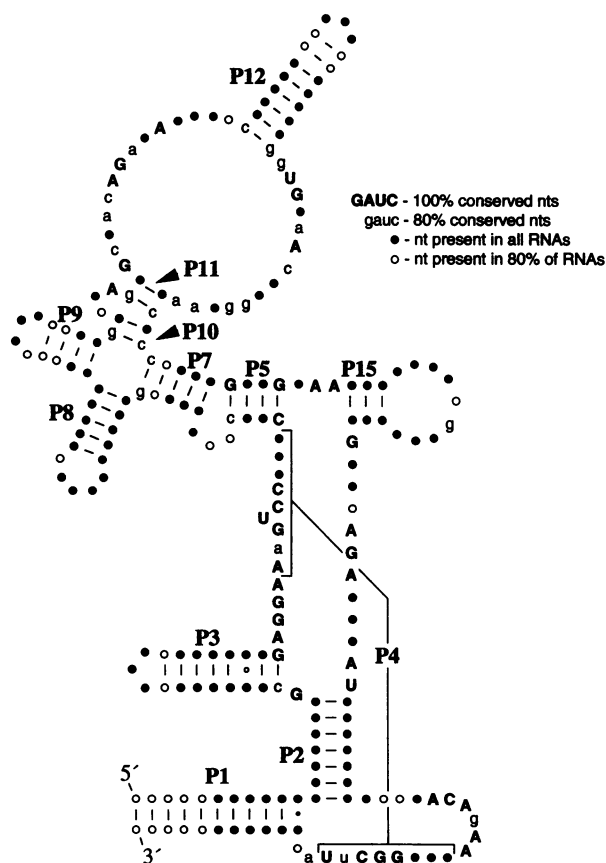 P12
A
a
G
A
c
a
c
G
A
g
c
g
g
U
G
a
A
c
g
g
a
a
c
GAUC - 100% conserved nts
gauc - 80% conserved nts
● - nt present in all RNAs
○ - nt present in 80% of RNAs
P11
P10
P9
g
c
c
g
P8
P7
P5
P15
G
G
A A
c
C
g
G
C
C
G
U
a
A
A
G
G
A
G
A
G
A
P4
P3
A
U
c
G
P2
5´
P1
3´
A C A
g
A
A
a U u C G G